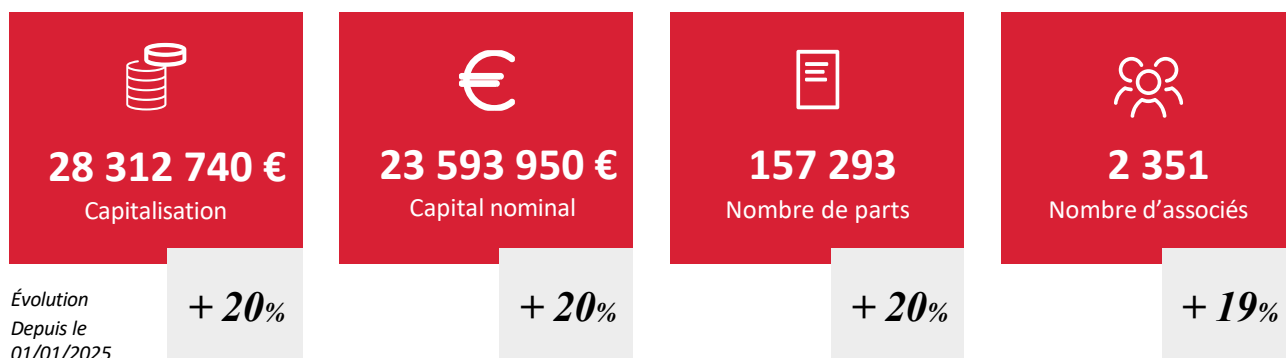 28 312 740 €
Capitalisation
23 593 950 €
Capital nominal
157 293
Nombre de parts
2 351
Nombre d’associés
Évolution
Depuis le
01/01/2025
+ 20%
+ 20%
+ 20%
+ 19%